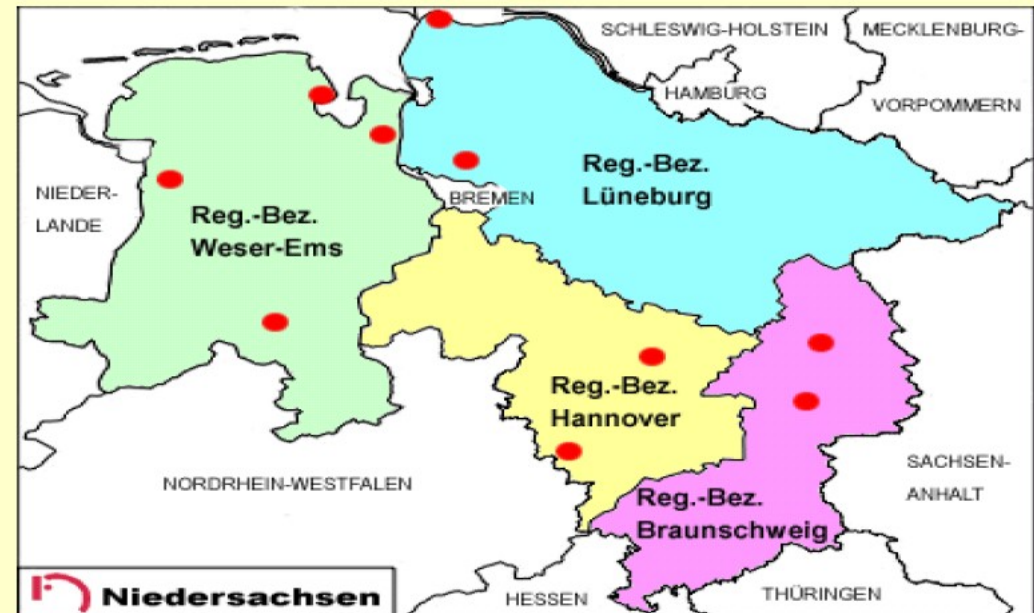 SCHLESWIG-HOLSTEIN
MECKLENBURG-
VORPOMMERN
HAMBURG
NIEDER-
LANDE
Reg.-Bez.
Weser-Ems
BREMEN
Reg.-Bez.
Lüneburg
Reg.-Bez.
Hannover
NORDRHEIN-WESTFALEN
Reg.-Bez.
Braunschweig
SACHSEN-
ANHALT
Niedersachsen
HESSEN
THÜRINGEN